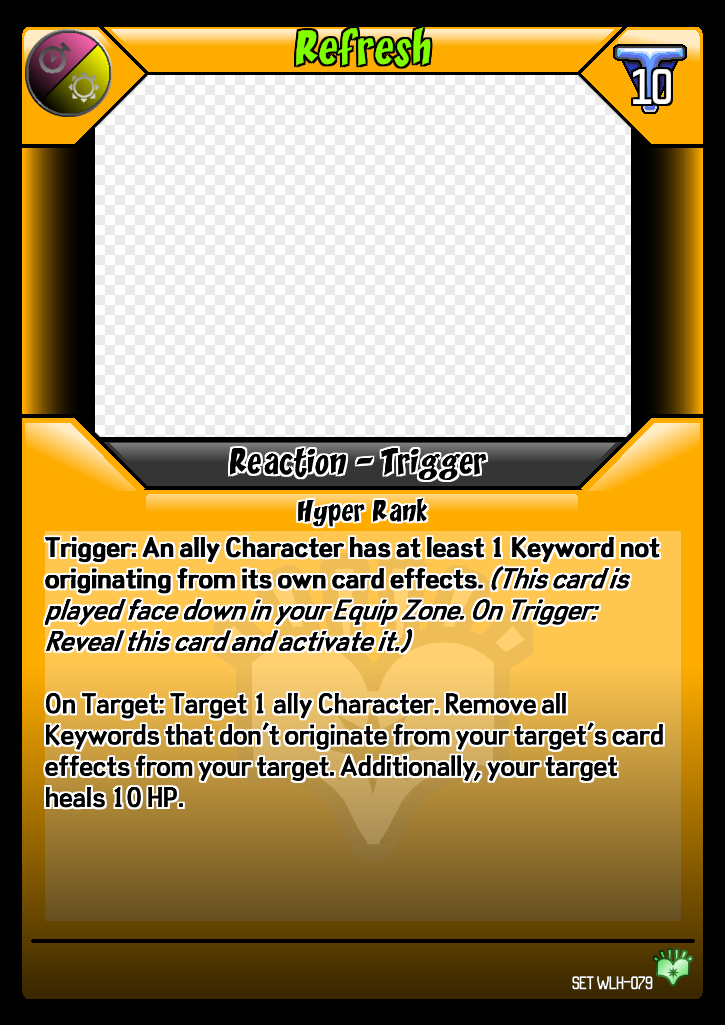 Refresh
10
Reaction - Trigger
Hyper Rank
Trigger: An ally Character has at least 1 Keyword not
originating from its own card effects. (This card is
played face down in your Equip Zone. On Trigger:
Reveal this card and activate it.)
On Target: Target 1 ally Character. Remove all
Keywords that don't originate from your target's card
effects from your target. Additionally, your target
heals 10 HP.
SET WLH-079